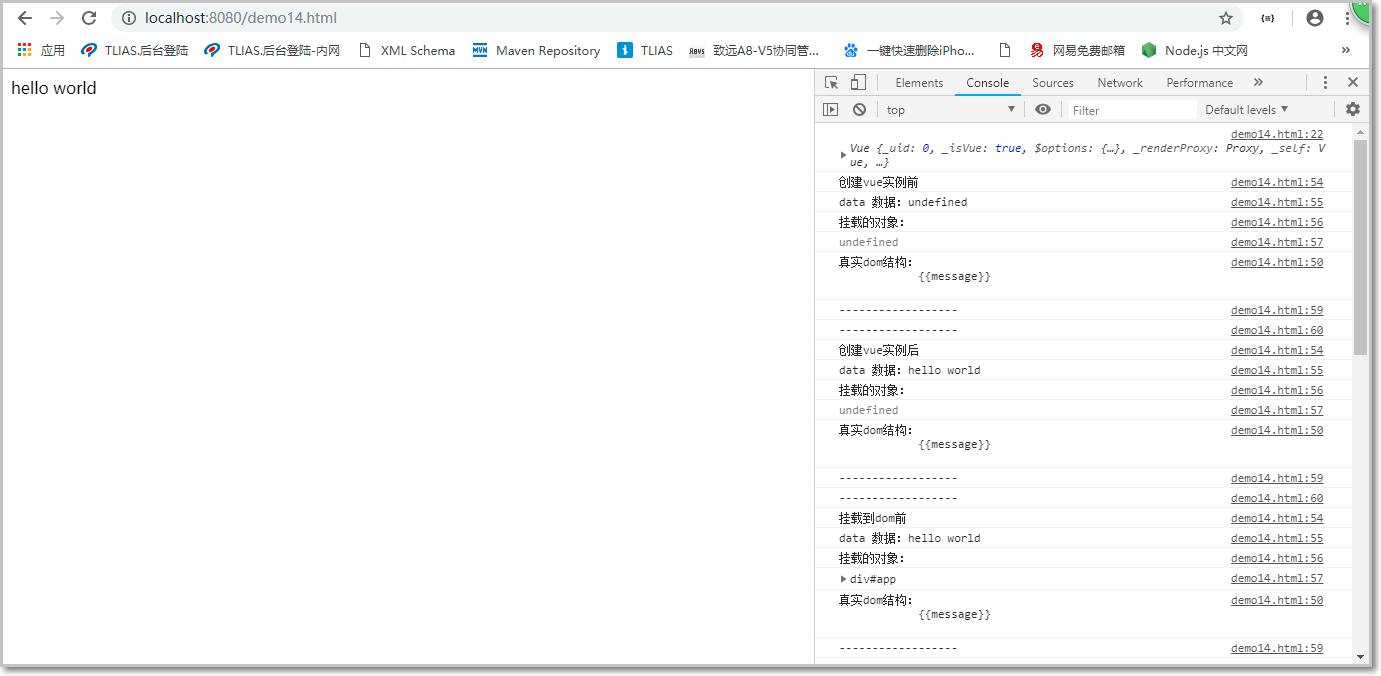 localhost:8080/demo14.html
应用 TLIAS.后台登陆 TLIAS.后台登陆-内网 XML Schema Maven Repository TLIAS 致远A8-V5协同管... 一键快速删除iPho... 网易免费邮箱 Node.js 中文网 »
hello world
Elements Console Sources Network Performance »
top Filter Default levels ▼
demo14.html:22
Vue {_uid: 0, _isVue: true, $options: {…}, _renderProxy: Proxy, _self: V
ue, …}
创建vue实例前 demo14.html:54
data 数据: undefined demo14.html:55
挂载的对象: demo14.html:56
undefined demo14.html:57
真实dom结构: demo14.html:50
{{message}}
------------------ demo14.html:59
------------------ demo14.html:60
创建vue实例后 demo14.html:54
data 数据: hello world demo14.html:55
挂载的对象: demo14.html:56
undefined demo14.html:57
真实dom结构: demo14.html:50
{{message}}
------------------ demo14.html:59
------------------ demo14.html:60
挂载到dom前 demo14.html:54
data 数据: hello world demo14.html:55
挂载的对象: demo14.html:56
div#app demo14.html:57
真实dom结构: demo14.html:50
{{message}}
------------------ demo14.html:59